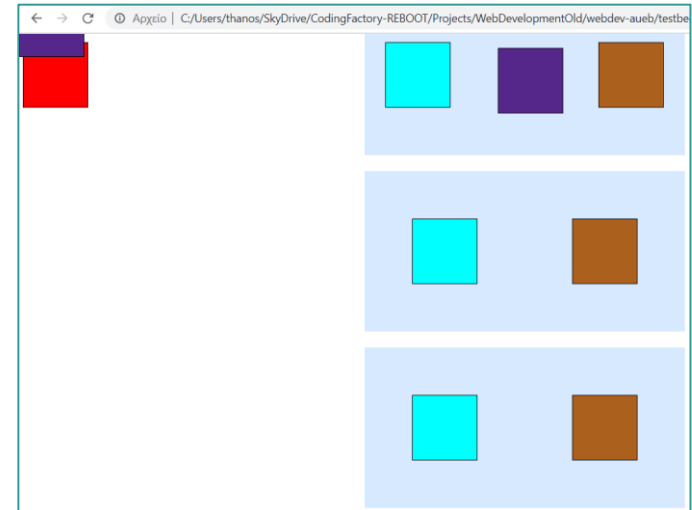 Αρχείο | C:/Users/thanos/SkyDrive/CodingFactory-REBOOT/Projects/WebDevelopmentOld/webdev-aueb/testbe